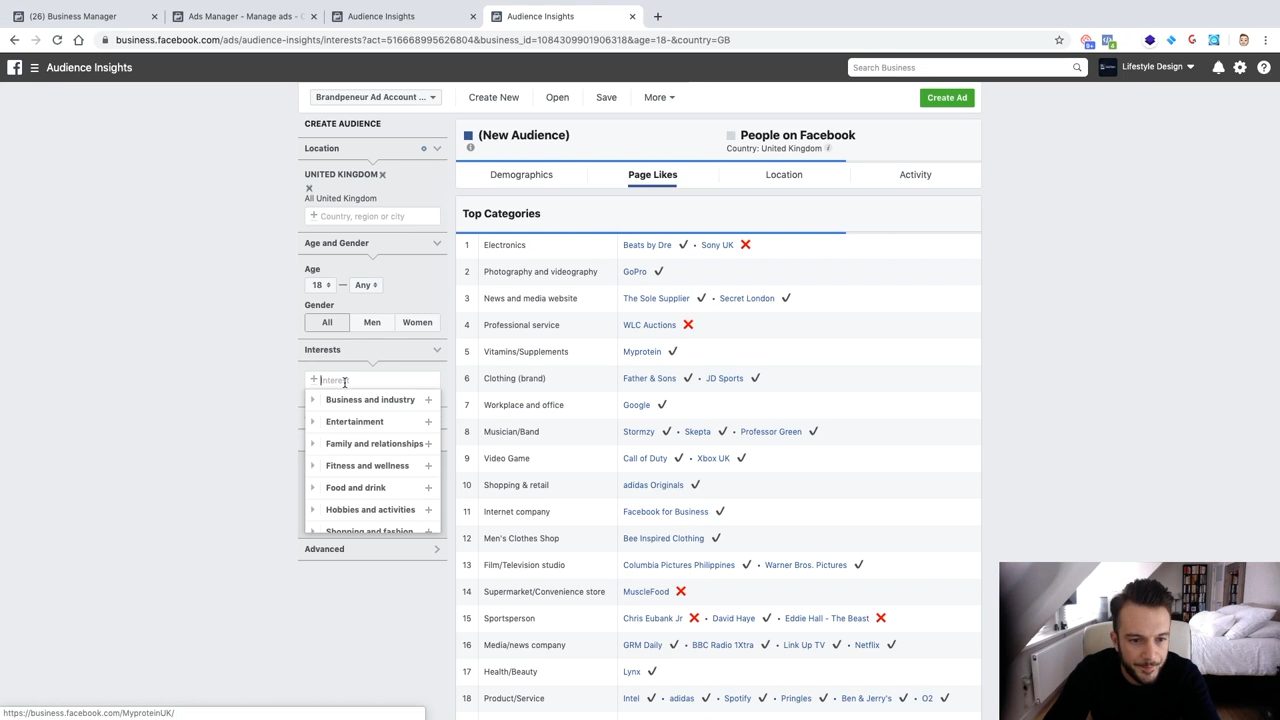 (26) Business Manager
Ads Manager - Manage ads - C
Audience Insights
Audience Insights
business.facebook.com/ads/audience-insights/interests?act=516668995626804&business_id=1084309901906318&age=18-&country=GB
Audience Insights
Search Business
Lifestyle Design
Brandpeneur Ad Account ...
Create New
Open
Save
More
Create Ad
CREATE AUDIENCE
Location
UNITED KINGDOM
All United Kingdom
Country, region or city
Age and Gender
Age
18 — Any
Gender
All Men Women
Interests
Interest
Business and industry
Entertainment
Family and relationships
Fitness and wellness
Food and drink
Hobbies and activities
Shopping and fashion
Advanced
(New Audience)
People on Facebook
Country: United Kingdom
Demographics
Page Likes
Location
Activity
Top Categories
1 Electronics Beats by Dre ✔ • Sony UK ❌
2 Photography and videography GoPro ✔
3 News and media website The Sole Supplier ✔ • Secret London ✔
4 Professional service WLC Auctions ❌
5 Vitamins/Supplements Myprotein ✔
6 Clothing (brand) Father & Sons ✔ • JD Sports ✔
7 Workplace and office Google ✔
8 Musician/Band Stormzy ✔ • Skepta ✔ • Professor Green ✔
9 Video Game Call of Duty ✔ • Xbox UK ✔
10 Shopping & retail adidas Originals ✔
11 Internet company Facebook for Business ✔
12 Men's Clothes Shop Bee Inspired Clothing ✔
13 Film/Television studio Columbia Pictures Philippines ✔ • Warner Bros. Pictures ✔
14 Supermarket/Convenience store MuscleFood ❌
15 Sportsperson Chris Eubank Jr ❌ • David Haye ✔ • Eddie Hall - The Beast ❌
16 Media/news company GRM Daily ✔ • BBC Radio 1Xtra ✔ • Link Up TV ✔ • Netflix ✔
17 Health/Beauty Lynx ✔
18 Product/Service Intel ✔ • adidas ✔ • Spotify ✔ • Pringles ✔ • Ben & Jerry's ✔ • O2 ✔
https://business.facebook.com/MyproteinUK/